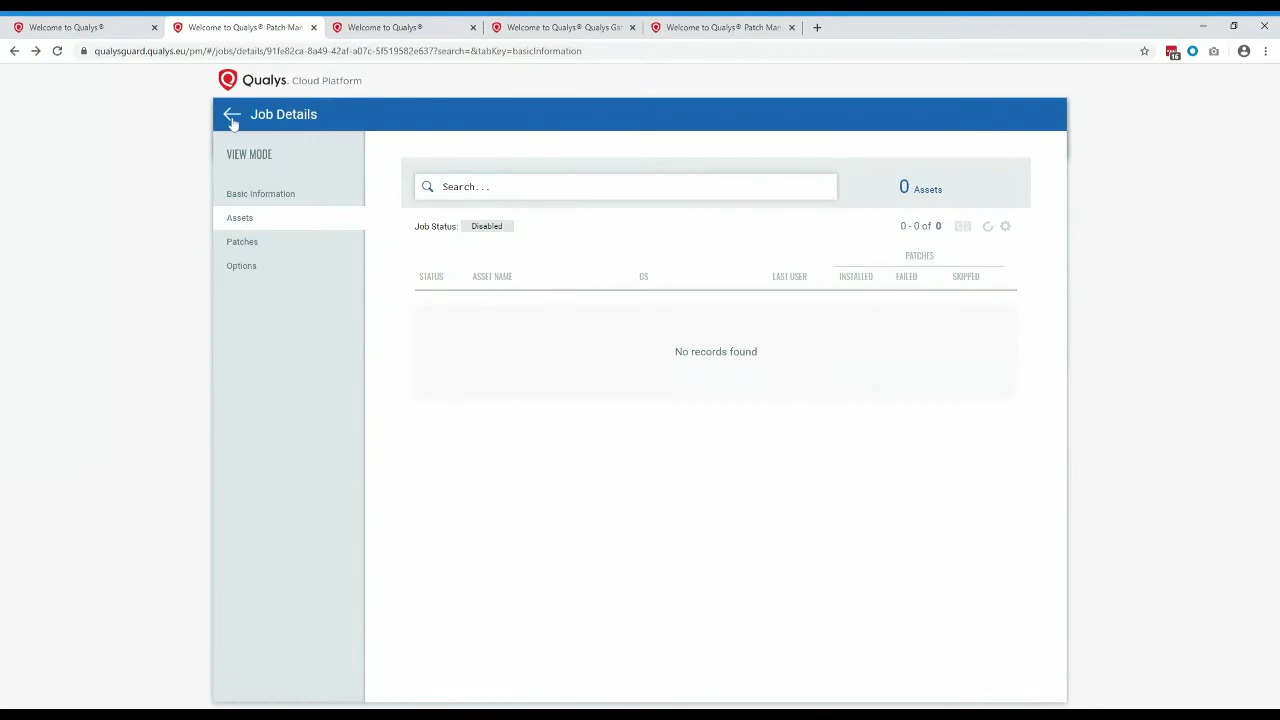 Welcome to Qualys®
Welcome to Qualys® Patch Man
Welcome to Qualys®
Welcome to Qualys® Qualys Gat
Welcome to Qualys® Patch Man
qualysguard.qualys.eu/pm/#/jobs/details/91fe82ca-8a49-42af-a07c-5f519582e637?search=&tabKey=basicInformation
16
Qualys. Cloud Platform
Job Details
VIEW MODE
Basic Information
Assets
Patches
Options
Search...
0 Assets
Job Status: Disabled
0 - 0 of 0
PATCHES
STATUS ASSET NAME OS LAST USER INSTALLED FAILED SKIPPED
No records found